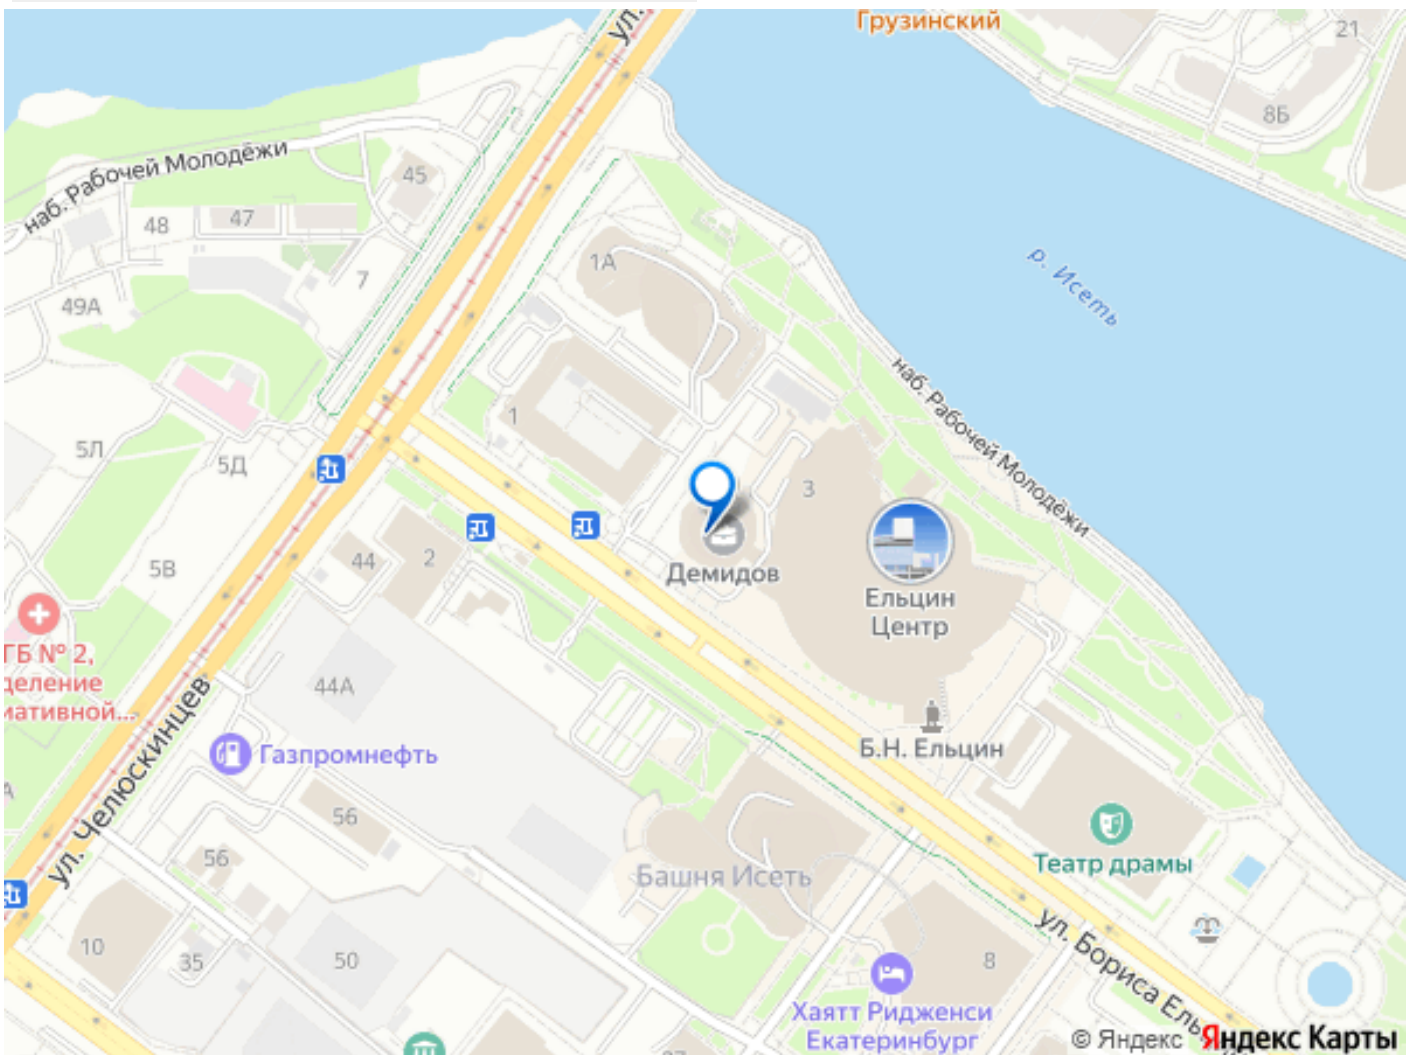 ул.
Грузинский
21
8Б
наб. Рабочей Молодёжи
45
47
48
7
49А
1А
р. Исеть
наб. Рабочей Молодёжи
1
5Л
5Д
3
5В
44
2
Демидов
Ельцин
Центр
ГБ № 2,
деление
иативной...
44А
ул. Челюскинцев
Газпромнефть
Б.Н. Ельцин
56
56
Башня Исеть
Театр драмы
10
35
50
8
ул. Бориса Ель
Хаятт Ридженси
Екатеринбург
© Яндекс Яндекс Карты